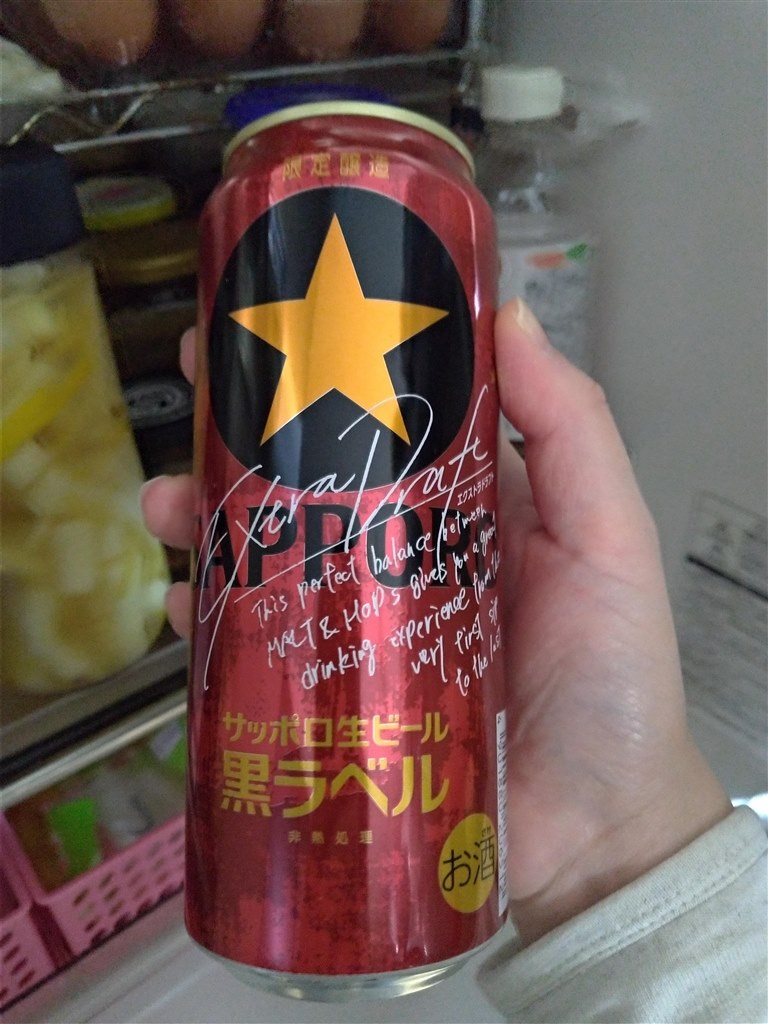 限定醸造
Extra Draft
エクストラドラフト
SAPPORO
This perfect balance between
MALT & HOPS gives you a great
drinking experience from the
very first sip
to the last
サッポロ生ビール
黒ラベル
非熱処理
お酒